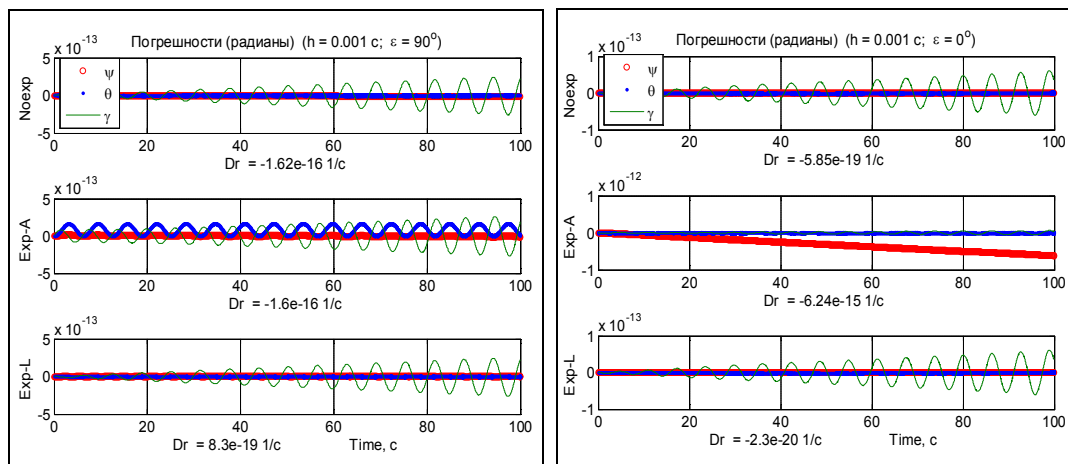 x 10^-13
Погрешности (радианы) (h = 0.001 с; ε = 90°)
5
0
-5
Noexp
ψ
θ
γ
0 20 40 60 80 100
Dr = -1.62e-16 1/c
x 10^-13
5
0
-5
Exp-A
0 20 40 60 80 100
Dr = -1.6e-16 1/c
x 10^-13
5
0
-5
Exp-L
0 20 40 60 80 100
Dr = 8.3e-19 1/c Time, c
x 10^-13
Погрешности (радианы) (h = 0.001 с; ε = 0°)
1
0
-1
Noexp
ψ
θ
γ
0 20 40 60 80 100
Dr = -5.85e-19 1/c
x 10^-12
1
0
-1
Exp-A
0 20 40 60 80 100
Dr = -6.24e-15 1/c
x 10^-13
1
0
-1
Exp-L
0 20 40 60 80 100
Dr = -2.3e-20 1/c Time, c